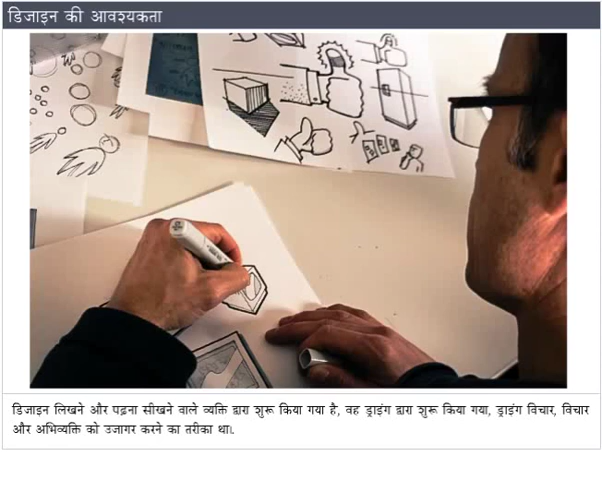 डिजाइन की आवश्यकता
डिजाइन लिखने और पढ़ना सीखने वाले व्यक्ति द्वारा शुरू किया गया है, वह ड्राइंग द्वारा शुरू किया गया, ड्राइंग विचार, विचार
और अभिव्यक्ति को उजागर करने का तरीका था।.